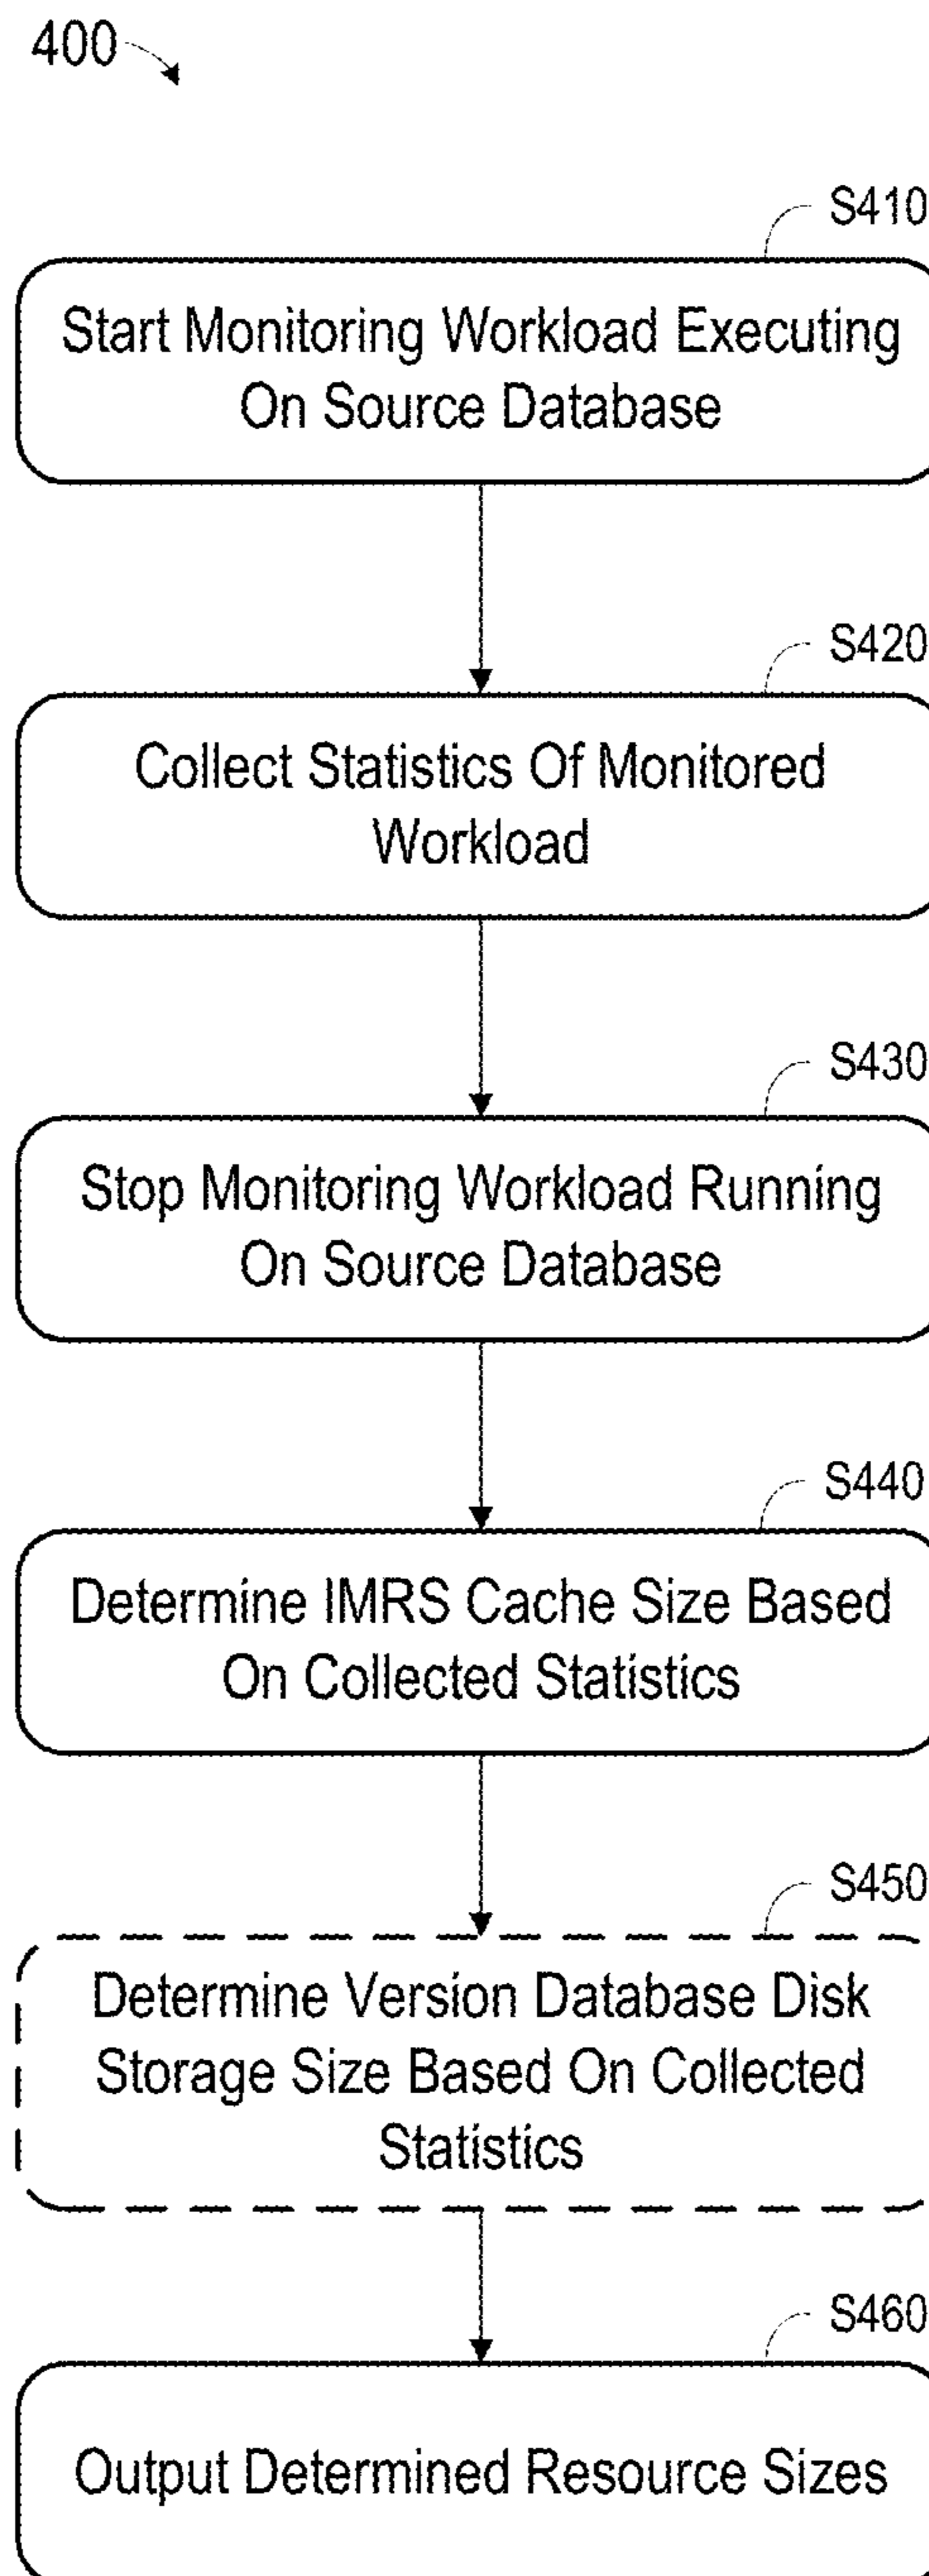 400
S410
Start Monitoring Workload Executing
On Source Database
S420
Collect Statistics Of Monitored
Workload
S430
Stop Monitoring Workload Running
On Source Database
S440
Determine IMRS Cache Size Based
On Collected Statistics
S450
Determine Version Database Disk
Storage Size Based On Collected
Statistics
S460
Output Determined Resource Sizes